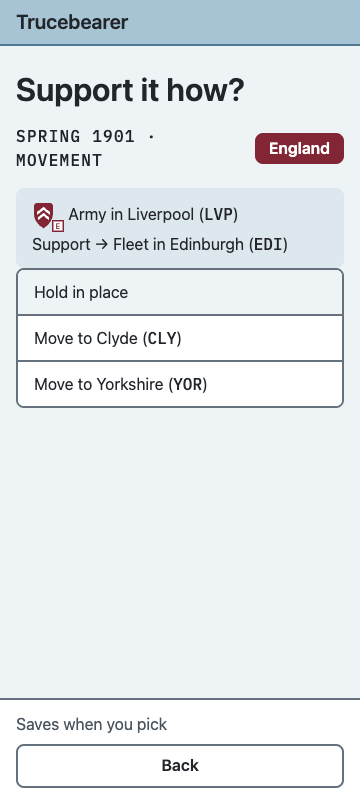 Trucebearer
Support it how?
SPRING 1901 ·
MOVEMENT
England
E
Army in Liverpool (LVP)
Support → Fleet in Edinburgh (EDI)
Hold in place
Move to Clyde (CLY)
Move to Yorkshire (YOR)
Saves when you pick
Back